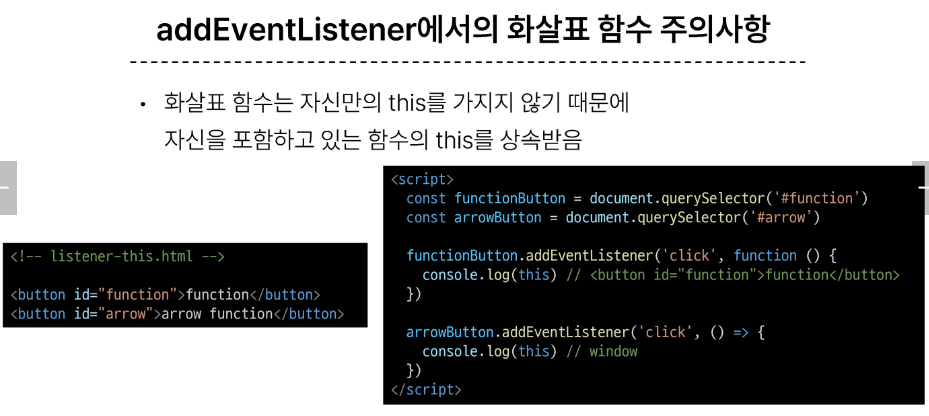 addEventListener에서의 화살표 함수 주의사항
• 화살표 함수는 자신만의 this를 가지지 않기 때문에
자신을 포함하고 있는 함수의 this를 상속받음
<!-- listener-this.html -->
<button id="function">function</button>
<button id="arrow">arrow function</button>
<script>
const functionButton = document.querySelector('#function’)
const arrowButton = document.querySelector('#arrow’)
functionButton.addEventListener('click', function () {
console.log(this) // <button id="function">function</button>
})
arrowButton.addEventListener('click', () => {
console.log(this) // window
})
</script>